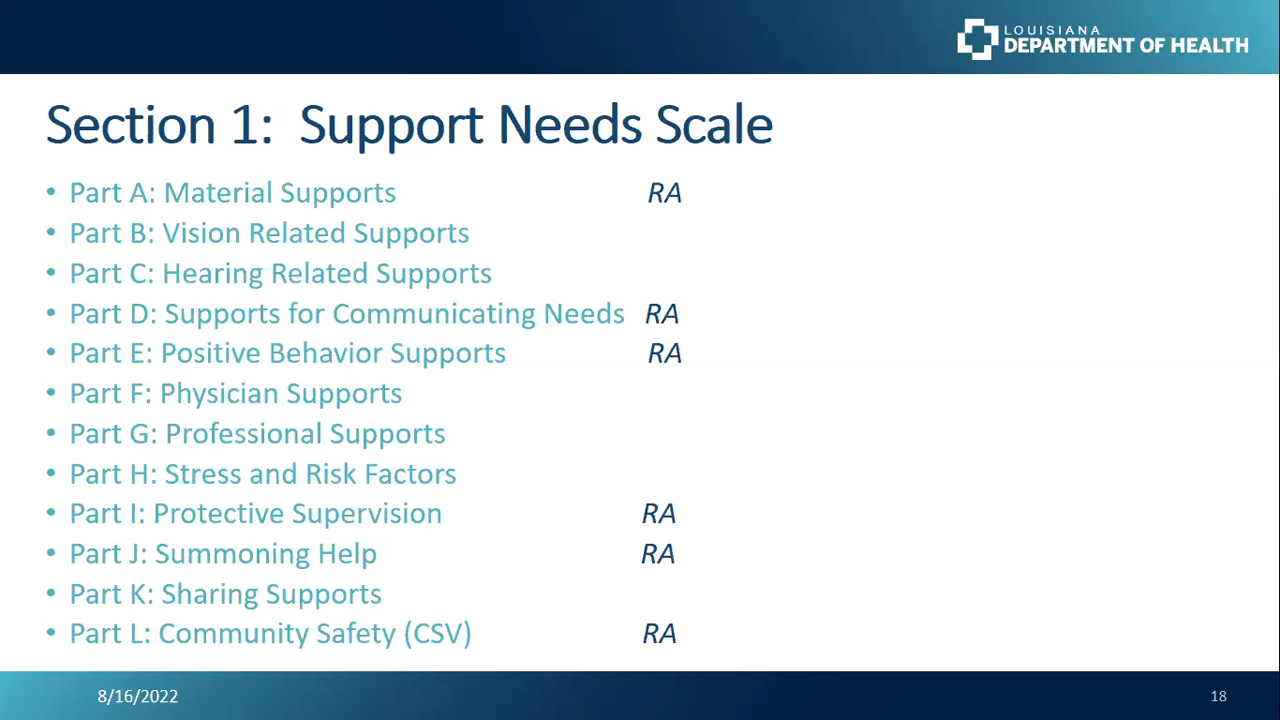 LOUISIANA
DEPARTMENT OF HEALTH
Section 1: Support Needs Scale
• Part A: Material Supports RA
• Part B: Vision Related Supports
• Part C: Hearing Related Supports
• Part D: Supports for Communicating Needs RA
• Part E: Positive Behavior Supports RA
• Part F: Physician Supports
• Part G: Professional Supports
• Part H: Stress and Risk Factors
• Part I: Protective Supervision RA
• Part J: Summoning Help RA
• Part K: Sharing Supports
• Part L: Community Safety (CSV) RA
8/16/2022 18